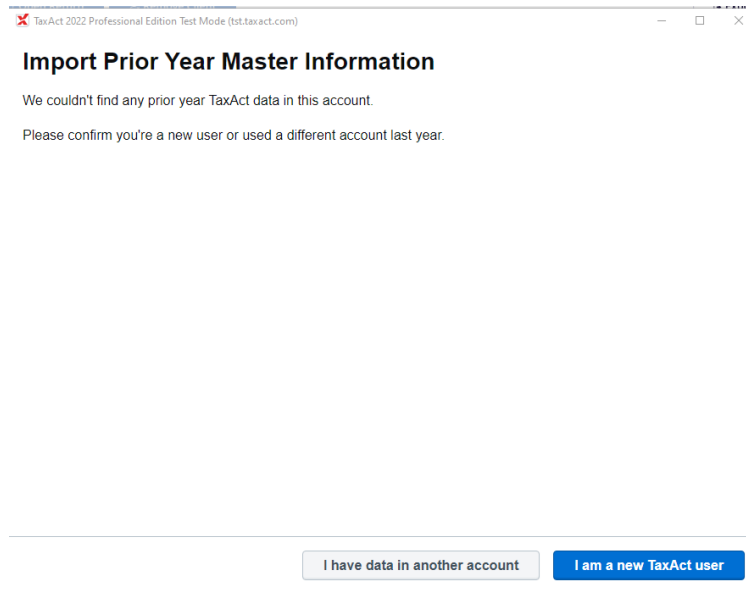 TaxAct 2022 Professional Edition Test Mode (tst.taxact.com)
Import Prior Year Master Information
We couldn't find any prior year TaxAct data in this account.
Please confirm you're a new user or used a different account last year.
I have data in another account
I am a new TaxAct user